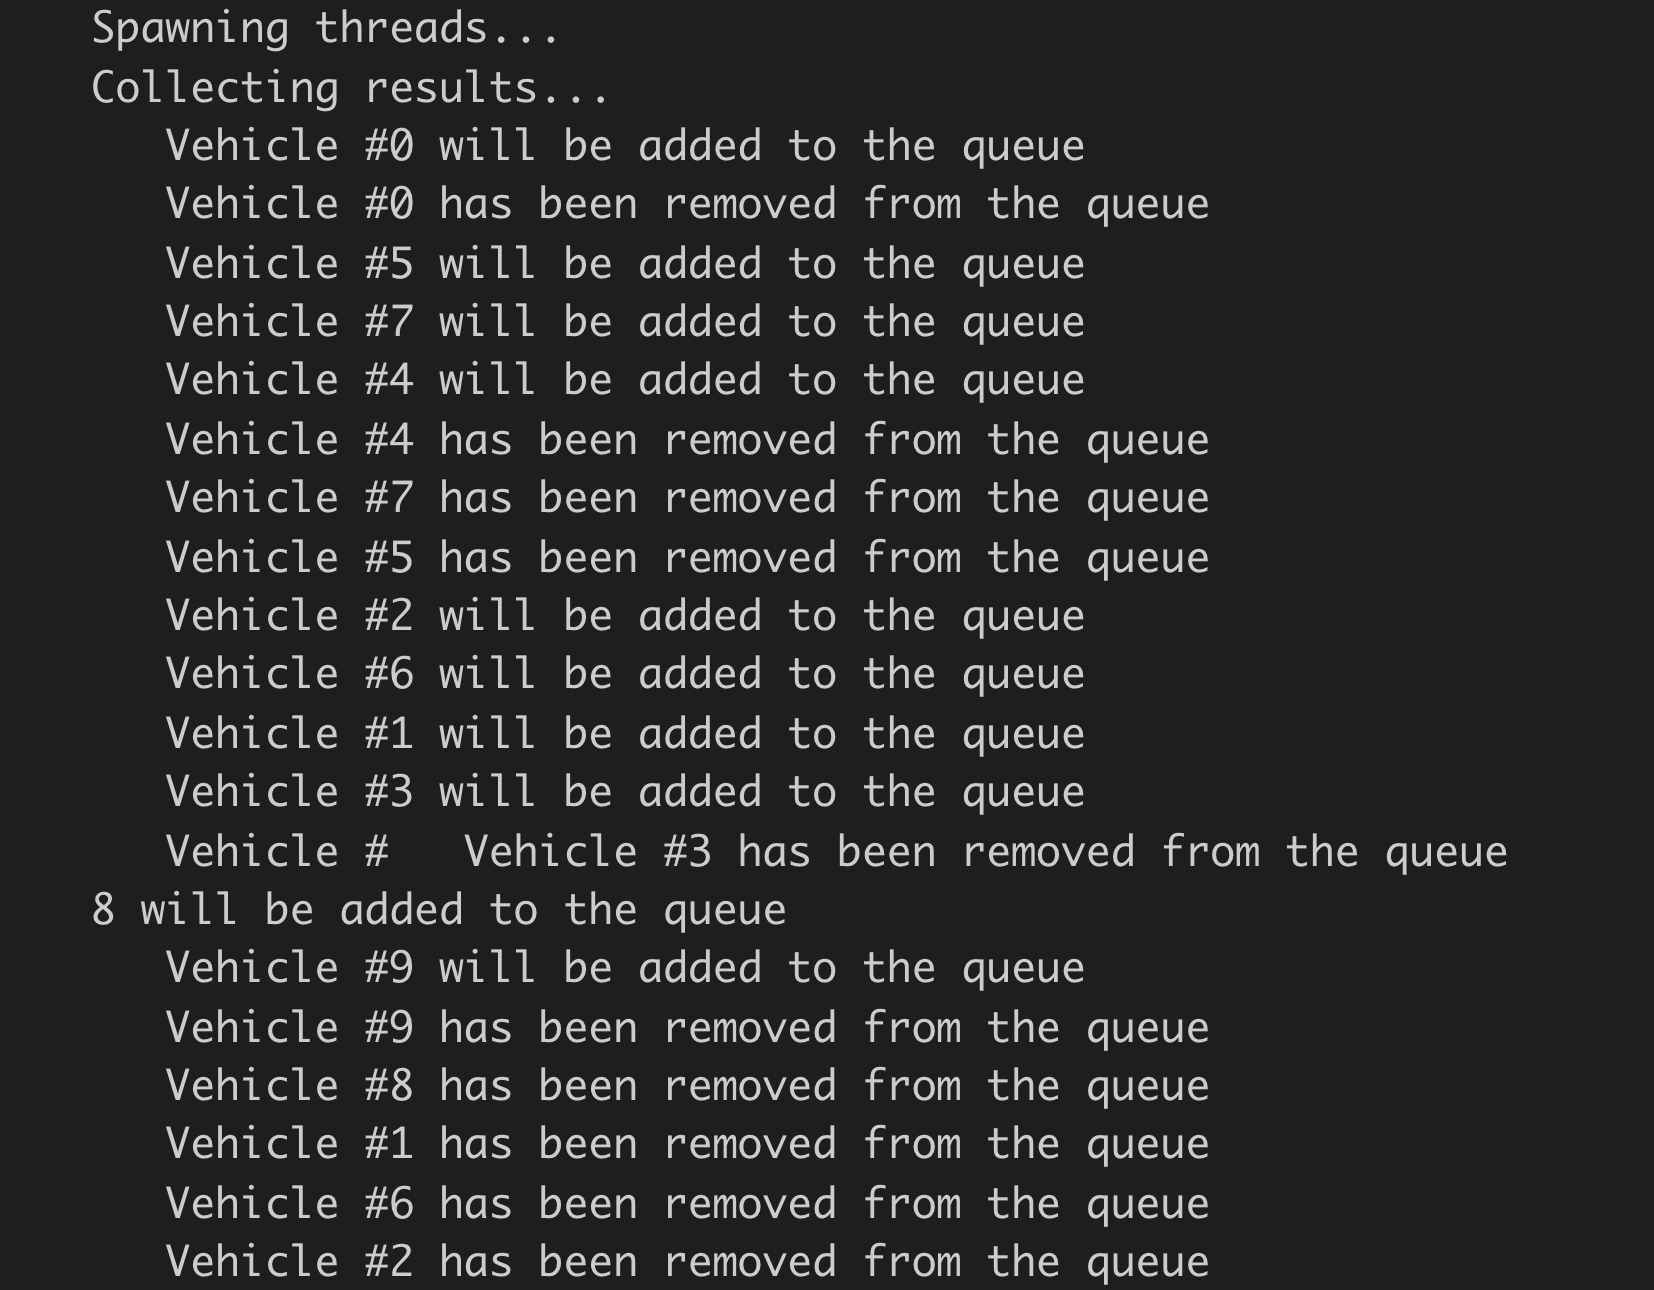 Spawning threads...
Collecting results...
   Vehicle #0 will be added to the queue
   Vehicle #0 has been removed from the queue
   Vehicle #5 will be added to the queue
   Vehicle #7 will be added to the queue
   Vehicle #4 will be added to the queue
   Vehicle #4 has been removed from the queue
   Vehicle #7 has been removed from the queue
   Vehicle #5 has been removed from the queue
   Vehicle #2 will be added to the queue
   Vehicle #6 will be added to the queue
   Vehicle #1 will be added to the queue
   Vehicle #3 will be added to the queue
   Vehicle #   Vehicle #3 has been removed from the queue
8 will be added to the queue
   Vehicle #9 will be added to the queue
   Vehicle #9 has been removed from the queue
   Vehicle #8 has been removed from the queue
   Vehicle #1 has been removed from the queue
   Vehicle #6 has been removed from the queue
   Vehicle #2 has been removed from the queue